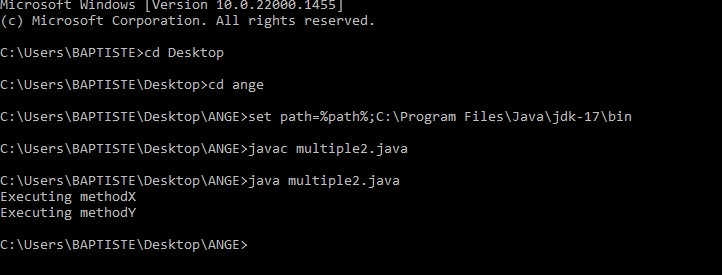 Microsoft Windows [Version 10.0.22000.1455]
(c) Microsoft Corporation. All rights reserved.
C:\Users\BAPTISTE>cd Desktop
C:\Users\BAPTISTE\Desktop>cd ange
C:\Users\BAPTISTE\Desktop\ANGE>set path=%path%;C:\Program Files\Java\jdk-17\bin
C:\Users\BAPTISTE\Desktop\ANGE>javac multiple2.java
C:\Users\BAPTISTE\Desktop\ANGE>java multiple2.java
Executing methodX
Executing methodY
C:\Users\BAPTISTE\Desktop\ANGE>